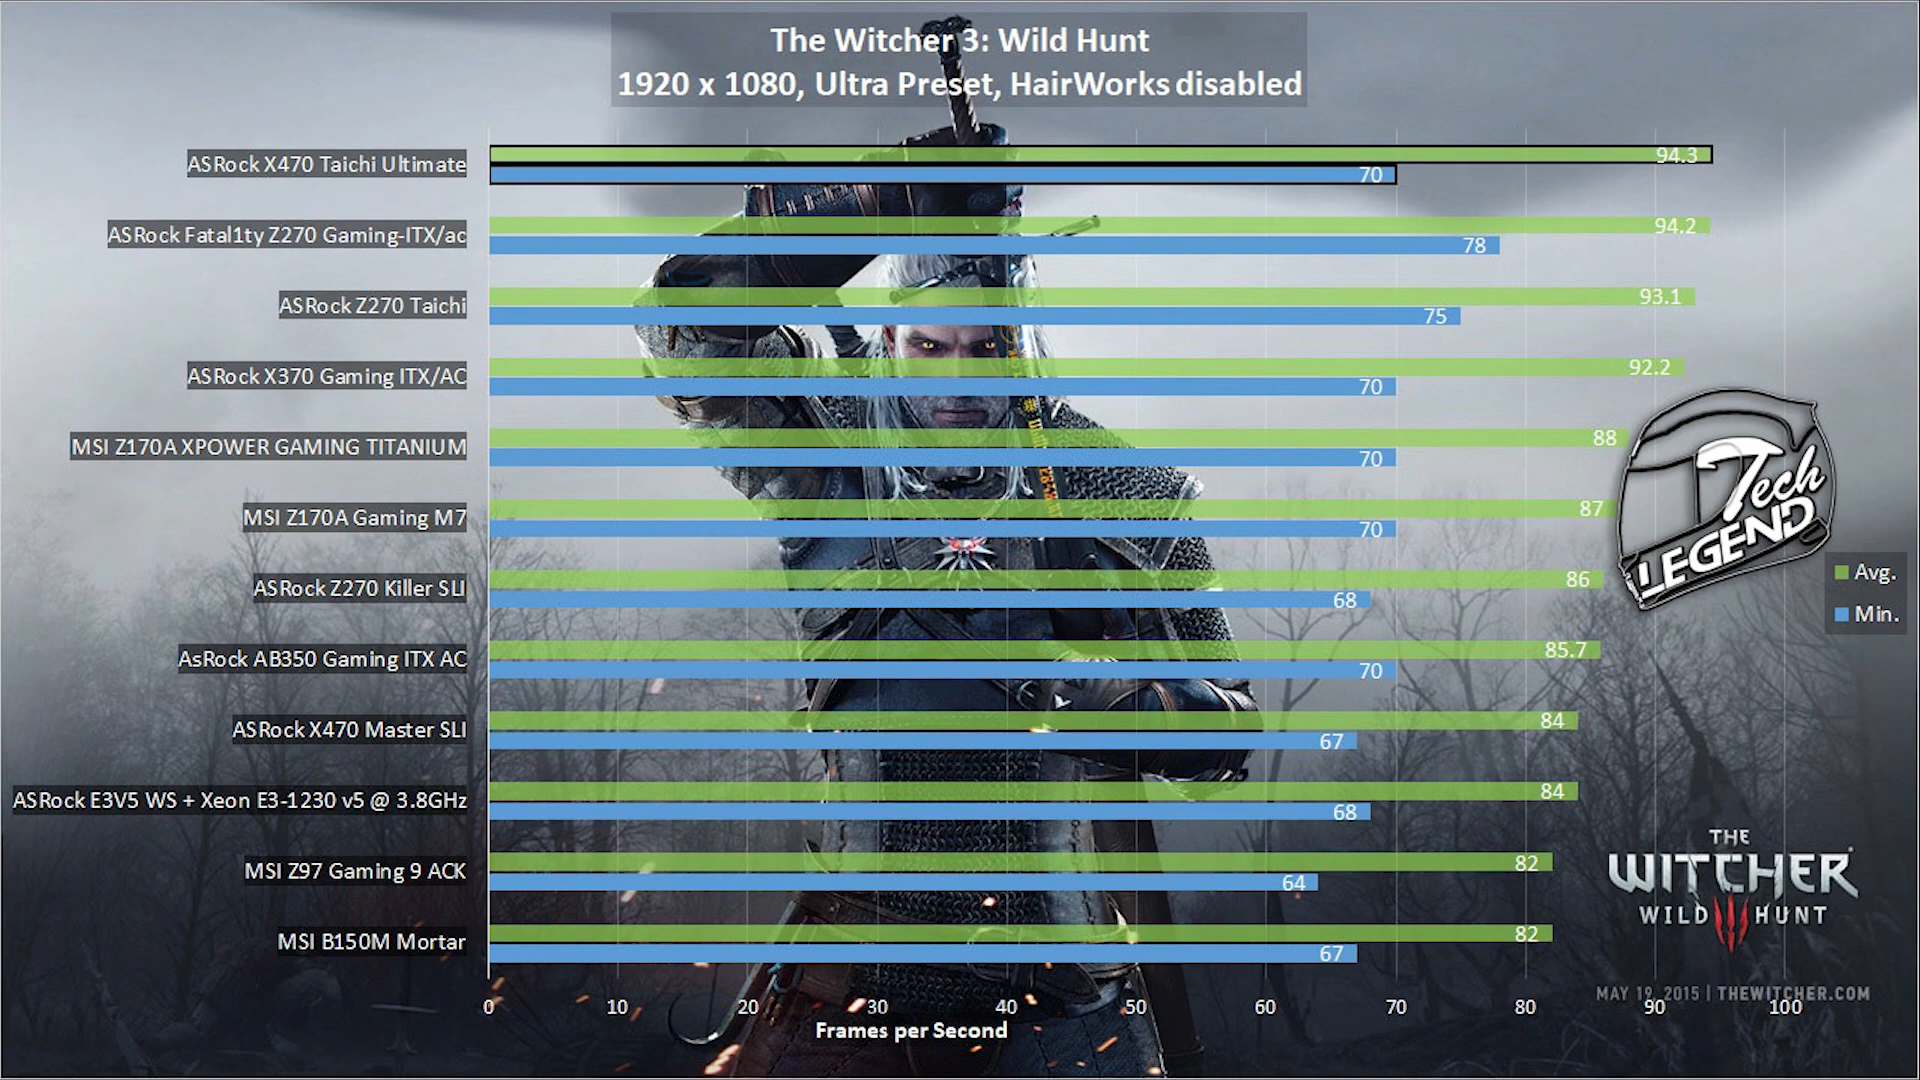 The Witcher 3: Wild Hunt
1920 x 1080, Ultra Preset, HairWorks disabled
ASRock X470 Taichi Ultimate
94.3
70
ASRock Fatal1ty Z270 Gaming-ITX/ac
94.2
78
ASRock Z270 Taichi
93.1
75
ASRock X370 Gaming ITX/AC
92.2
70
MSI Z170A XPOWER GAMING TITANIUM
88
70
MSI Z170A Gaming M7
87
70
ASRock Z270 Killer SLI
86
68
AsRock AB350 Gaming ITX AC
85.7
70
ASRock X470 Master SLI
84
67
ASRock E3V5 WS + Xeon E3-1230 v5 @ 3.8GHz
84
68
MSI Z97 Gaming 9 ACK
82
64
MSI B150M Mortar
82
67
0 10 20 30 40 50 60 70 80 90 100
Frames per Second
Tech
LEGEND
Avg.
Min.
THE
WITCHER
WILD III HUNT
MAY 19, 2015 | THEWITCHER.COM